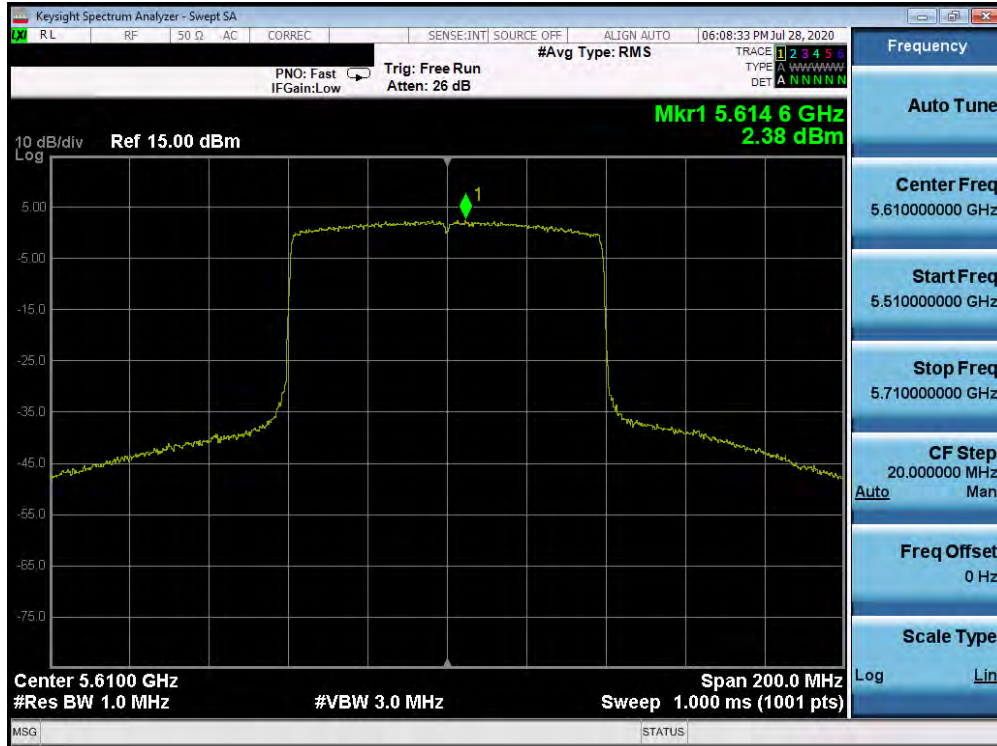 Keysight Spectrum Analyzer - Swept SA
LXI RL RF 50 Ω AC CORREC SENSE:INT SOURCE OFF ALIGN AUTO 06:08:33 PM Jul 28, 2020
#Avg Type: RMS
TRACE 1 2 3 4 5 6
TYPE A WWWWW
DET A N N N N N
PNO: Fast
IFGain:Low
Trig: Free Run
Atten: 26 dB
Mkr1 5.614 6 GHz
2.38 dBm
10 dB/div Ref 15.00 dBm
Log
1
5.00
-5.00
-15.0
-25.0
-35.0
-45.0
-55.0
-65.0
-75.0
Center 5.6100 GHz Span 200.0 MHz
#Res BW 1.0 MHz #VBW 3.0 MHz Sweep 1.000 ms (1001 pts)
MSG STATUS
Frequency
Auto Tune
Center Freq
5.610000000 GHz
Start Freq
5.510000000 GHz
Stop Freq
5.710000000 GHz
CF Step
20.000000 MHz
Auto Man
Freq Offset
0 Hz
Scale Type
Log Lin